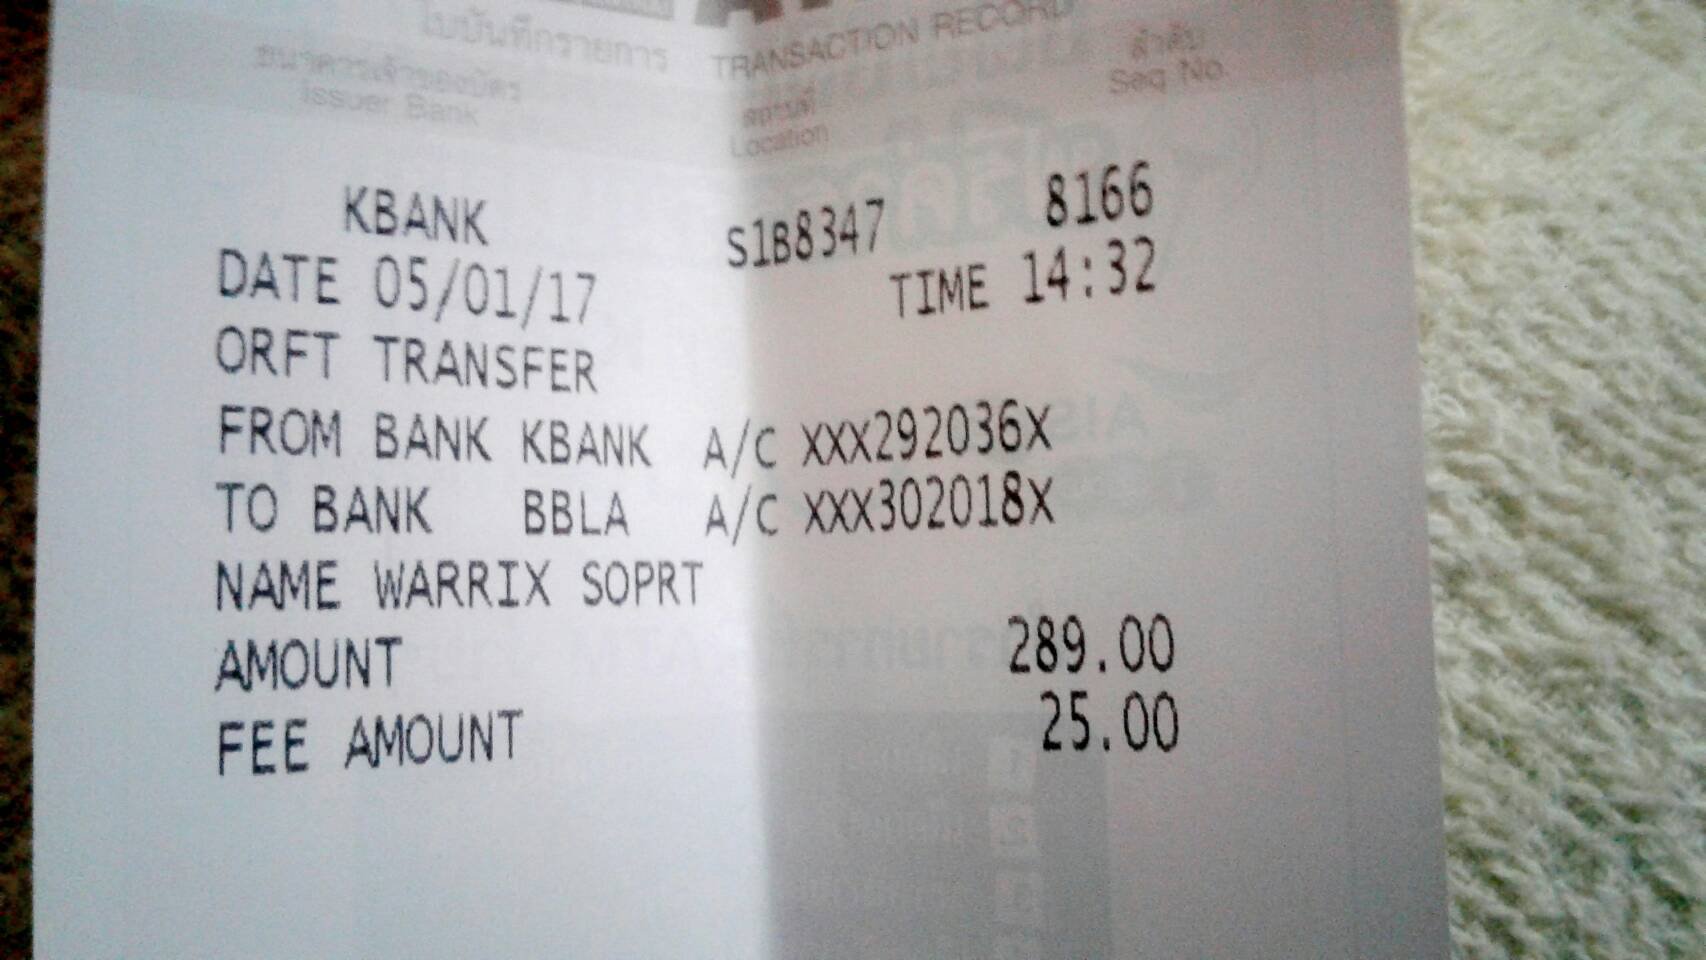 ใบบันทึกรายการ TRANSACTION RECORD
ธนาคารเจ้าของบัตร สถานที่ ลำดับ
Issuer Bank Location Seq No.
KBANK S1B8347 8166
DATE 05/01/17 TIME 14:32
ORFT TRANSFER
FROM BANK KBANK A/C XXX292036X
TO BANK BBLA A/C XXX302018X
NAME WARRIX SOPRT
AMOUNT 289.00
FEE AMOUNT 25.00